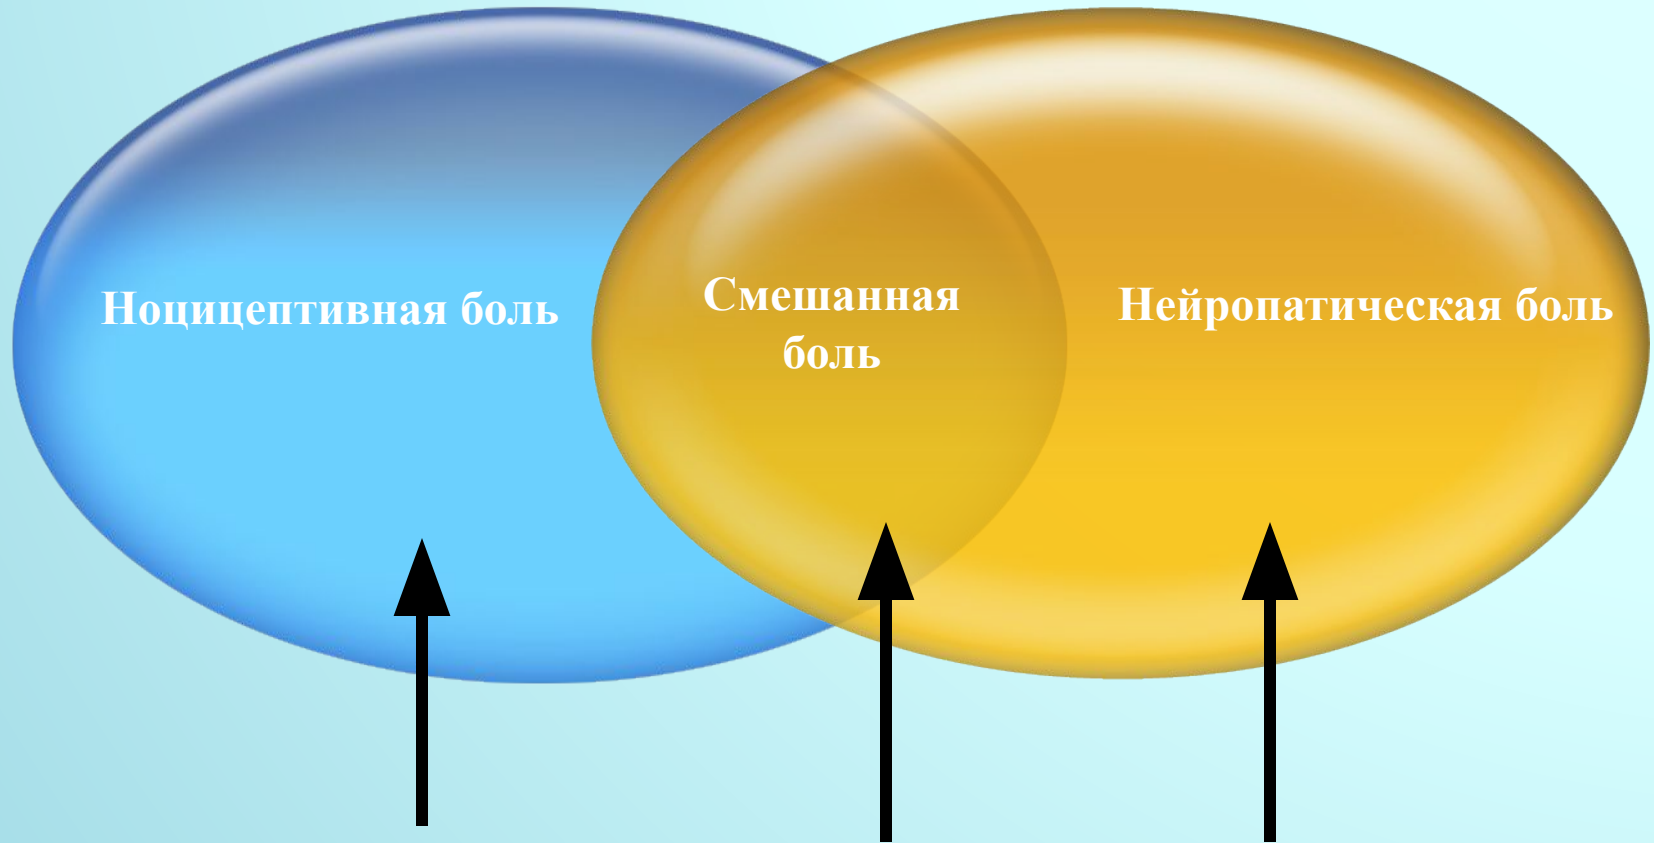 Ноцицептивная боль
Смешанная
боль
Нейропатическая боль